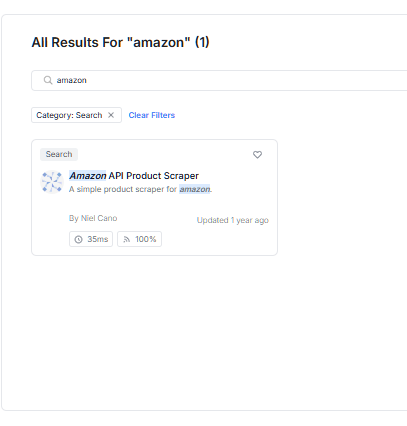 All Results For "amazon" (1)
amazon
Category: Search ✕ Clear Filters
Search
Amazon API Product Scraper
A simple product scraper for amazon.
By Niel Cano
Updated 1 year ago
35ms 100%